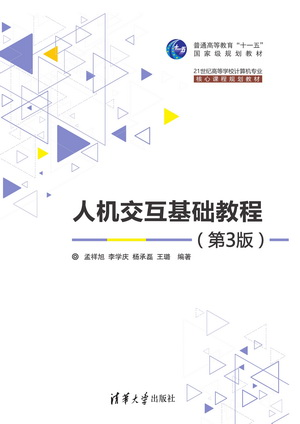 普通高等教育“十一五”
国家级规划教材
21世纪高等学校计算机专业
核心课程规划教材
人机交互基础教程
（第3版）
◎ 孟祥旭 李学庆 杨承磊 王璐 编著
清华大学出版社